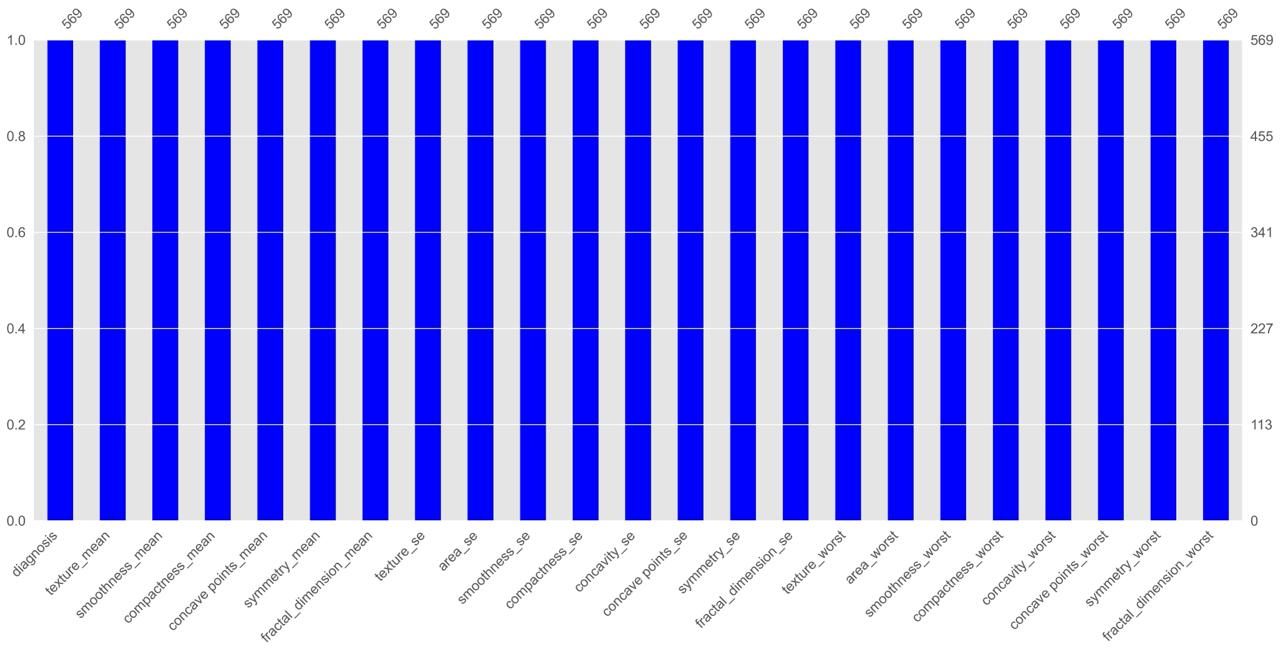 569 569 569 569 569 569 569 569 569 569 569 569 569 569 569 569 569 569 569 569 569 569 569
1.0 569
0.8 455
0.6 341
0.4 227
0.2 113
0.0 0
diagnosis
texture_mean
smoothness_mean
compactness_mean
concave points_mean
symmetry_mean
fractal_dimension_mean
texture_se
area_se
smoothness_se
compactness_se
concavity_se
concave points_se
symmetry_se
fractal_dimension_se
texture_worst
area_worst
smoothness_worst
compactness_worst
concavity_worst
concave points_worst
symmetry_worst
fractal_dimension_worst